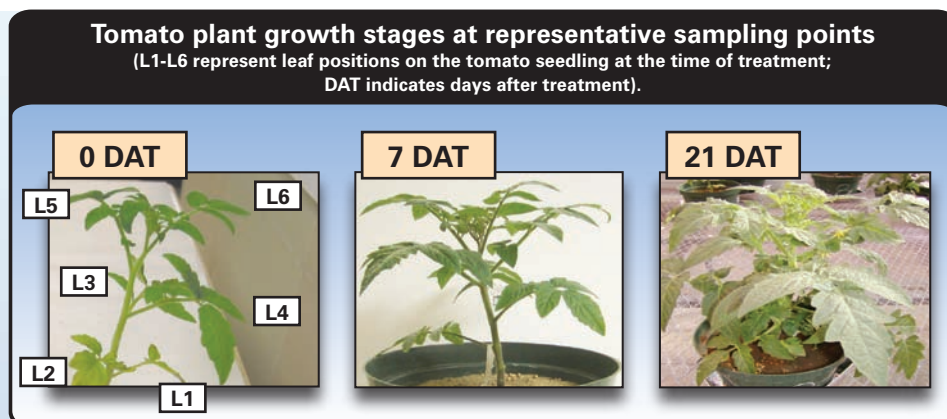 Tomato plant growth stages at representative sampling points
(L1-L6 represent leaf positions on the tomato seedling at the time of treatment;
DAT indicates days after treatment).
0 DAT
7 DAT
21 DAT
L5
L6
L3
L4
L2
L1